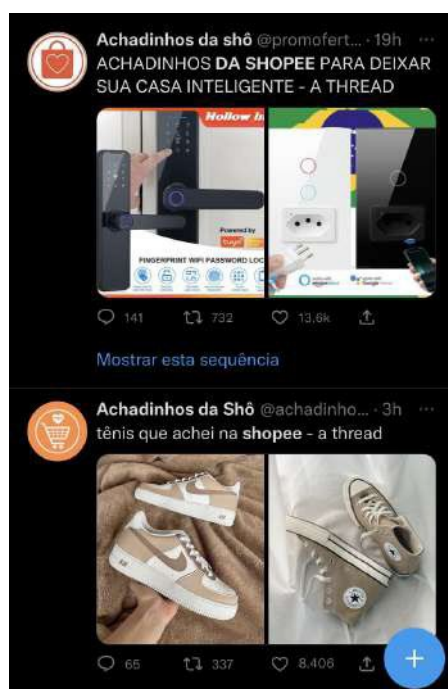 Achadinhos da shô @promofert... · 19h ···
ACHADINHOS DA SHOPEE PARA DEIXAR
SUA CASA INTELIGENTE - A THREAD
Hollow
Powered by
tuya
FINGERPRINT WIFI PASSWORD LOC
141 732 13,6k
Mostrar esta sequência
Achadinhos da Shô @achadinho... · 3h ···
tênis que achei na shopee - a thread
65 337 8.406
+